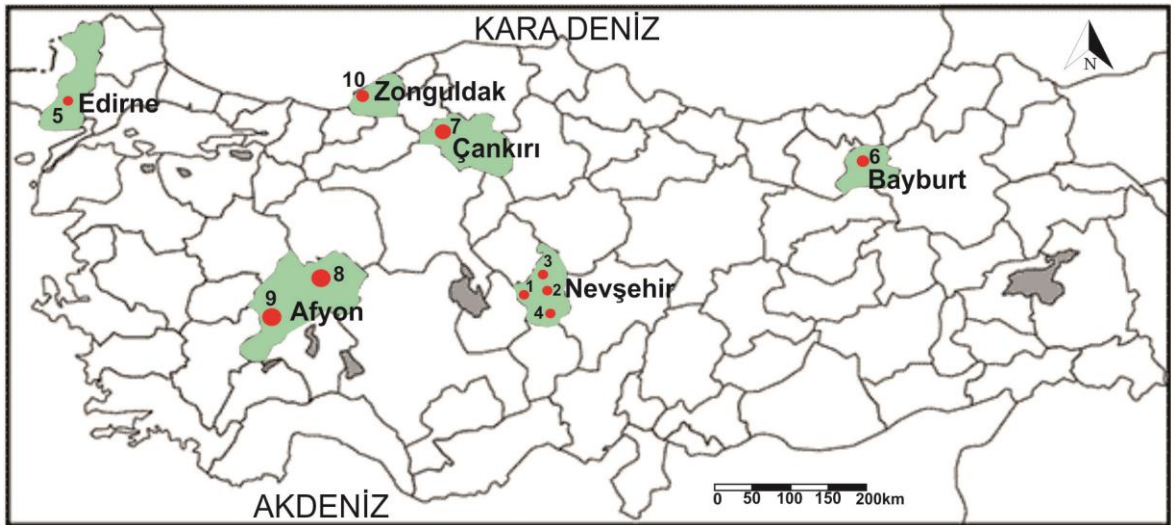 KARA DENİZ
N
10
Zonguldak
5
Edirne
7
Çankırı
6
Bayburt
3
1
2
Nevşehir
4
8
9
Afyon
AKDENİZ
0 50 100 150 200km